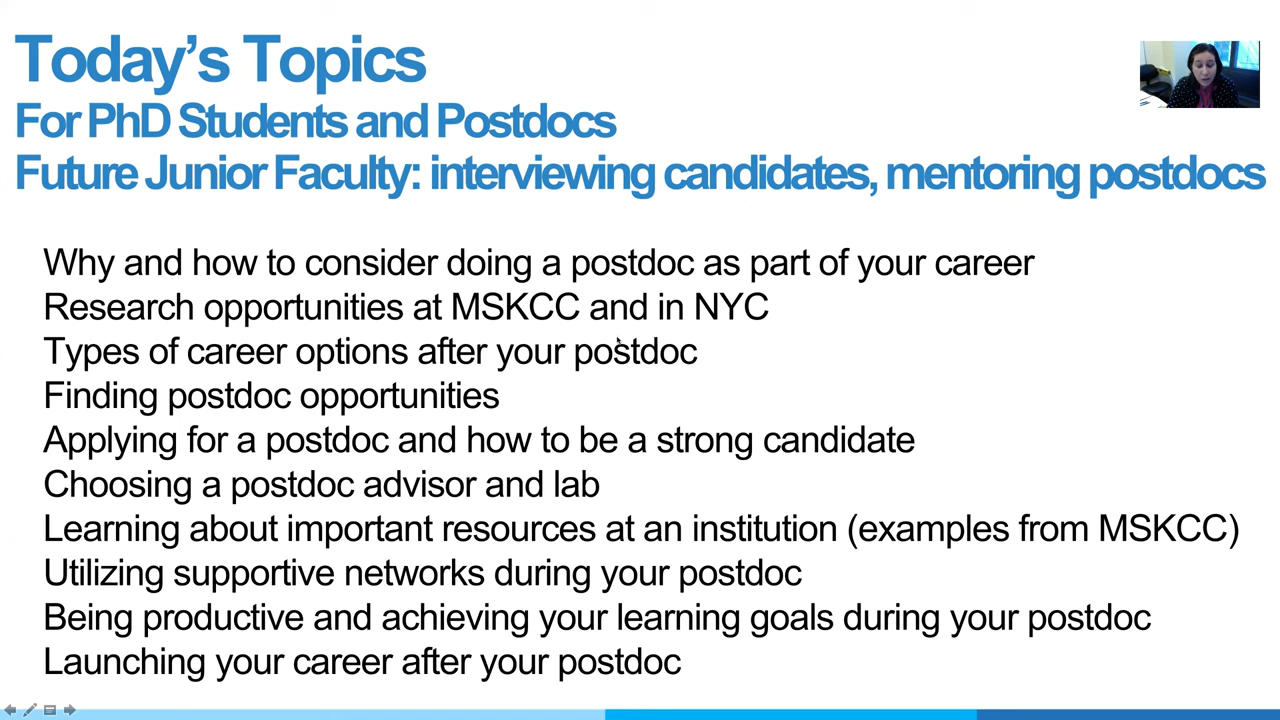 Today’s Topics
For PhD Students and Postdocs
Future Junior Faculty: interviewing candidates, mentoring postdocs
Why and how to consider doing a postdoc as part of your career
Research opportunities at MSKCC and in NYC
Types of career options after your postdoc
Finding postdoc opportunities
Applying for a postdoc and how to be a strong candidate
Choosing a postdoc advisor and lab
Learning about important resources at an institution (examples from MSKCC)
Utilizing supportive networks during your postdoc
Being productive and achieving your learning goals during your postdoc
Launching your career after your postdoc